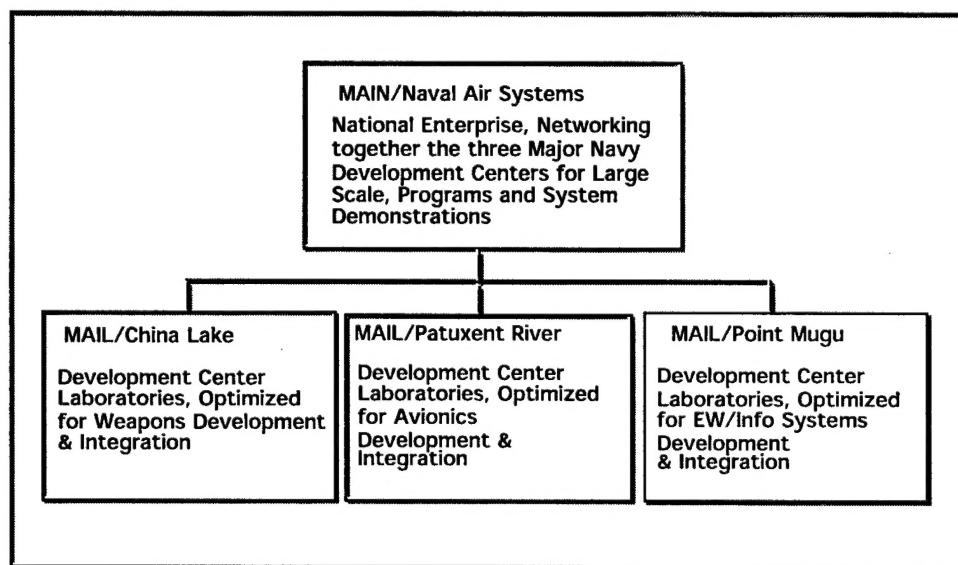 MAIN/Naval Air Systems
National Enterprise, Networking
together the three Major Navy
Development Centers for Large
Scale, Programs and System
Demonstrations
MAIL/China Lake
Development Center
Laboratories, Optimized
for Weapons Development
& Integration
MAIL/Patuxent River
Development Center
Laboratories, Optimized
for Avionics
Development &
Integration
MAIL/Point Mugu
Development Center
Laboratories, Optimized
for EW/Info Systems
Development
& Integration